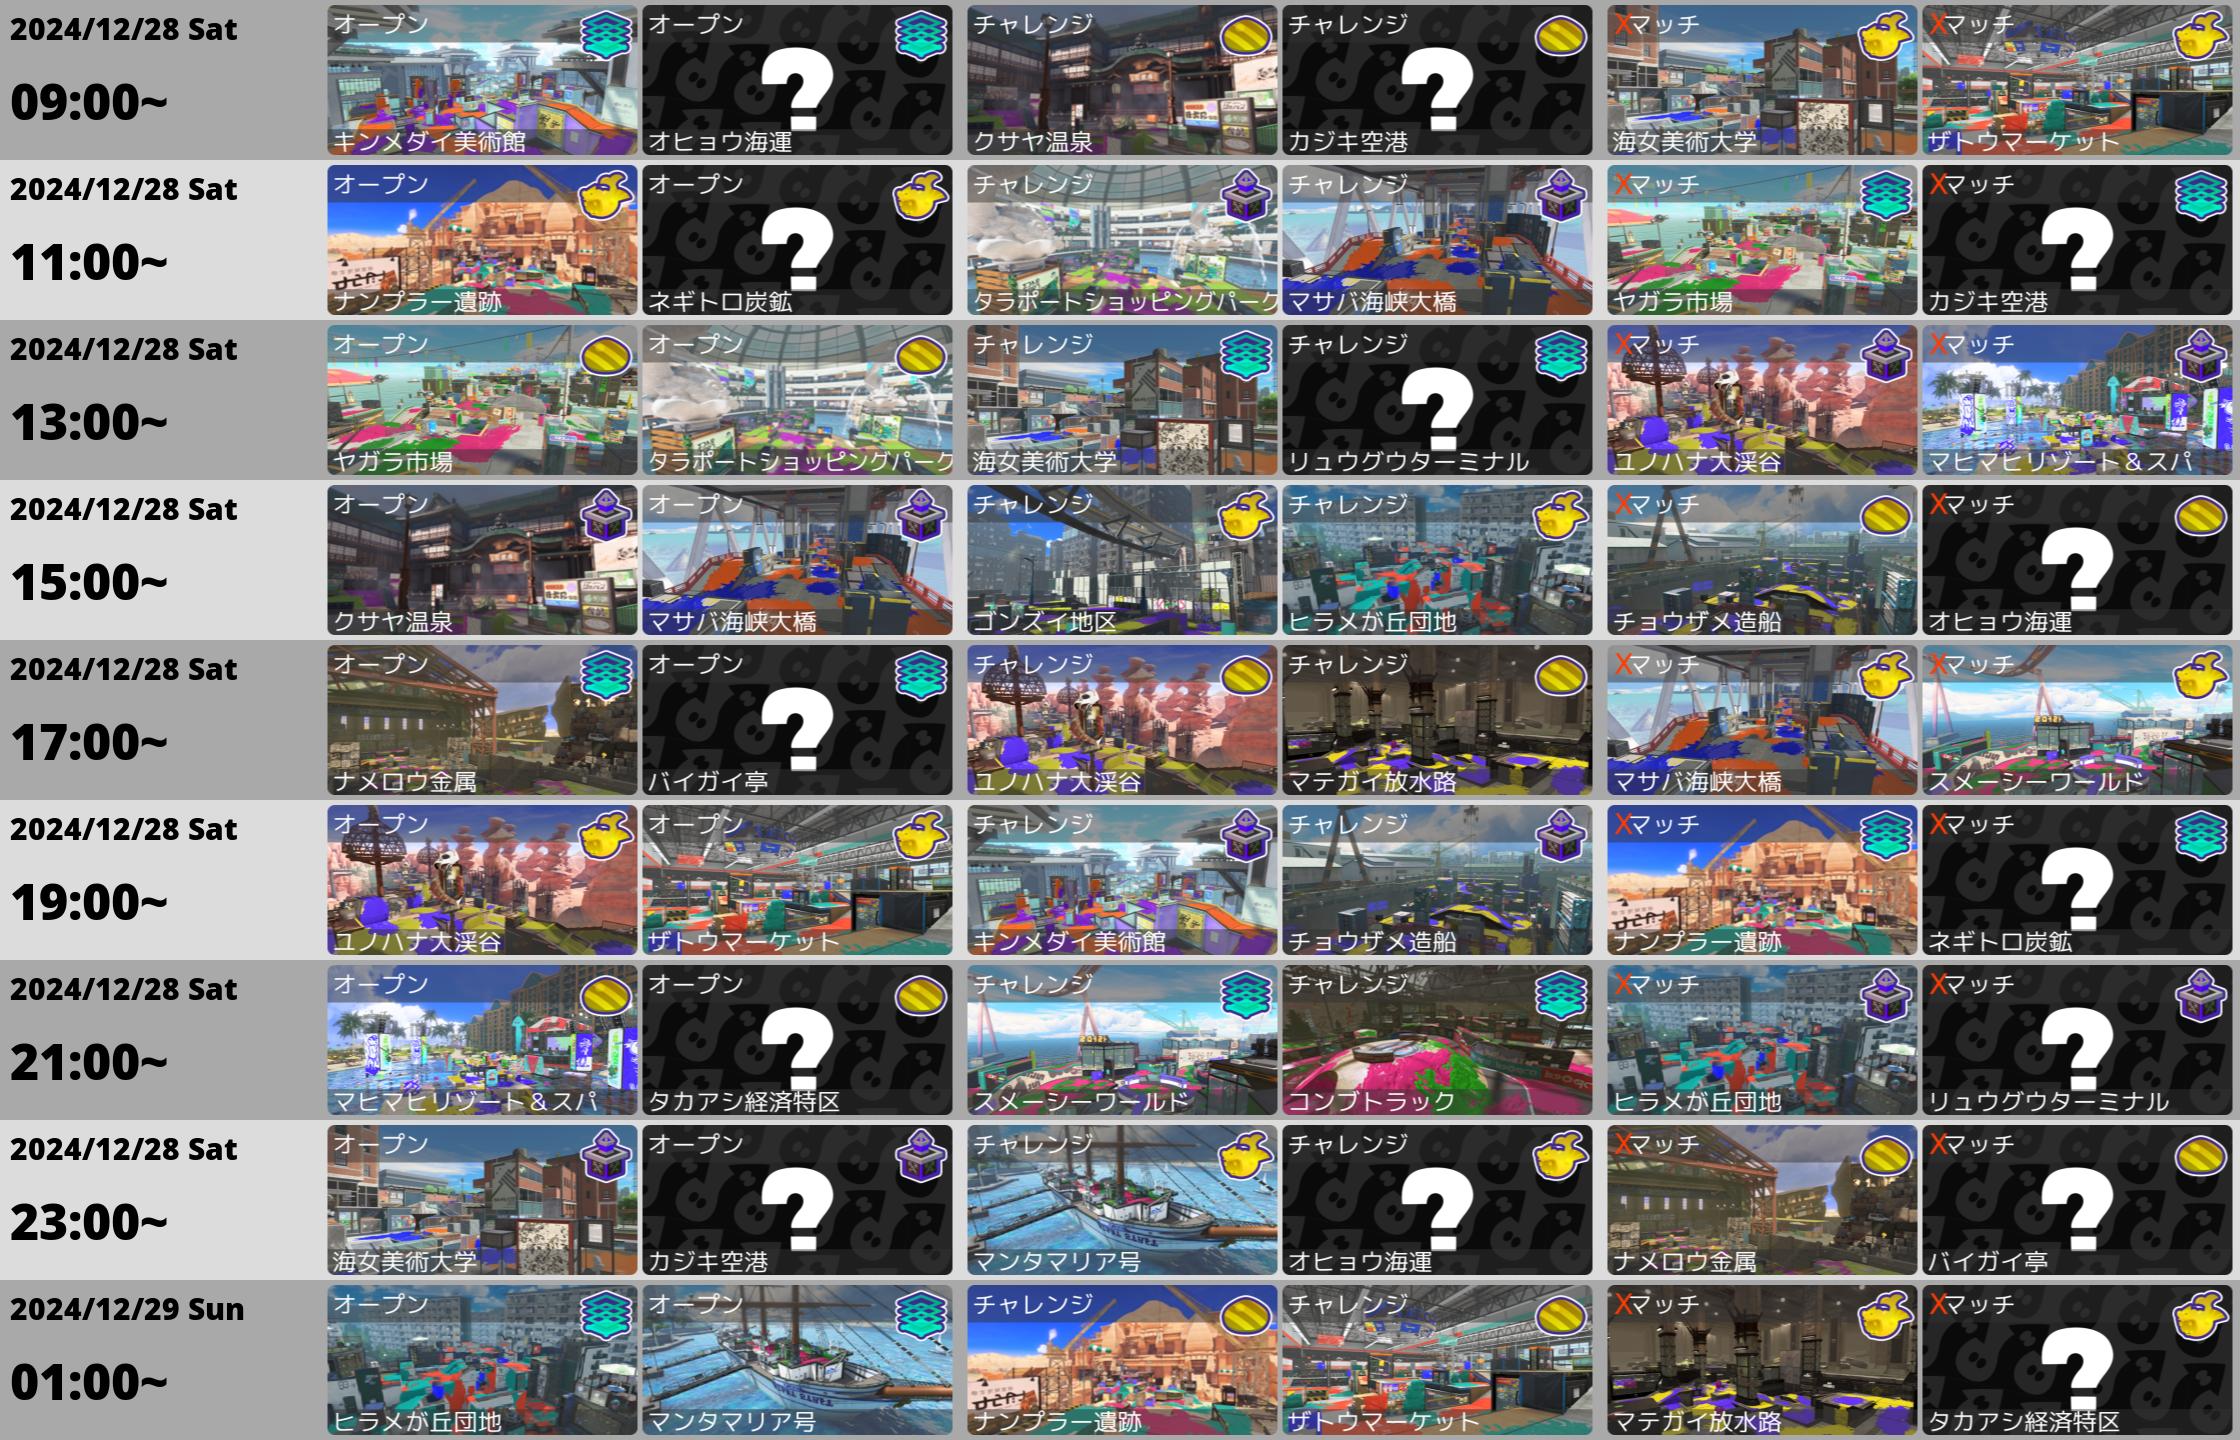 2024/12/28 Sat
09:00~
オープン
キンメダイ美術館
オープン
オヒョウ海運
チャレンジ
クサヤ温泉
チャレンジ
カジキ空港
Xマッチ
海女美術大学
Xマッチ
ザトウマーケット
2024/12/28 Sat
11:00~
オープン
ナンプラー遺跡
オープン
ネギトロ炭鉱
チャレンジ
タラポートショッピングパーク
チャレンジ
マサバ海峡大橋
Xマッチ
ヤガラ市場
Xマッチ
カジキ空港
2024/12/28 Sat
13:00~
オープン
ヤガラ市場
オープン
タラポートショッピングパーク
チャレンジ
海女美術大学
チャレンジ
リュウグウターミナル
Xマッチ
ユノハナ大渓谷
Xマッチ
マヒマヒリゾート＆スパ
2024/12/28 Sat
15:00~
オープン
クサヤ温泉
オープン
マサバ海峡大橋
チャレンジ
ゴンズイ地区
チャレンジ
ヒラメが丘団地
Xマッチ
チョウザメ造船
Xマッチ
オヒョウ海運
2024/12/28 Sat
17:00~
オープン
ナメロウ金属
オープン
バイガイ亭
チャレンジ
ユノハナ大渓谷
チャレンジ
マテガイ放水路
Xマッチ
マサバ海峡大橋
Xマッチ
スメーシーワールド
2024/12/28 Sat
19:00~
オープン
ユノハナ大渓谷
オープン
ザトウマーケット
チャレンジ
キンメダイ美術館
チャレンジ
チョウザメ造船
Xマッチ
ナンプラー遺跡
Xマッチ
ネギトロ炭鉱
2024/12/28 Sat
21:00~
オープン
マヒマヒリゾート＆スパ
オープン
タカアシ経済特区
チャレンジ
スメーシーワールド
チャレンジ
コンブトラック
Xマッチ
ヒラメが丘団地
Xマッチ
リュウグウターミナル
2024/12/28 Sat
23:00~
オープン
海女美術大学
オープン
カジキ空港
チャレンジ
マンタマリア号
チャレンジ
オヒョウ海運
Xマッチ
ナメロウ金属
Xマッチ
バイガイ亭
2024/12/29 Sun
01:00~
オープン
ヒラメが丘団地
オープン
マンタマリア号
チャレンジ
ナンプラー遺跡
チャレンジ
ザトウマーケット
Xマッチ
マテガイ放水路
Xマッチ
タカアシ経済特区